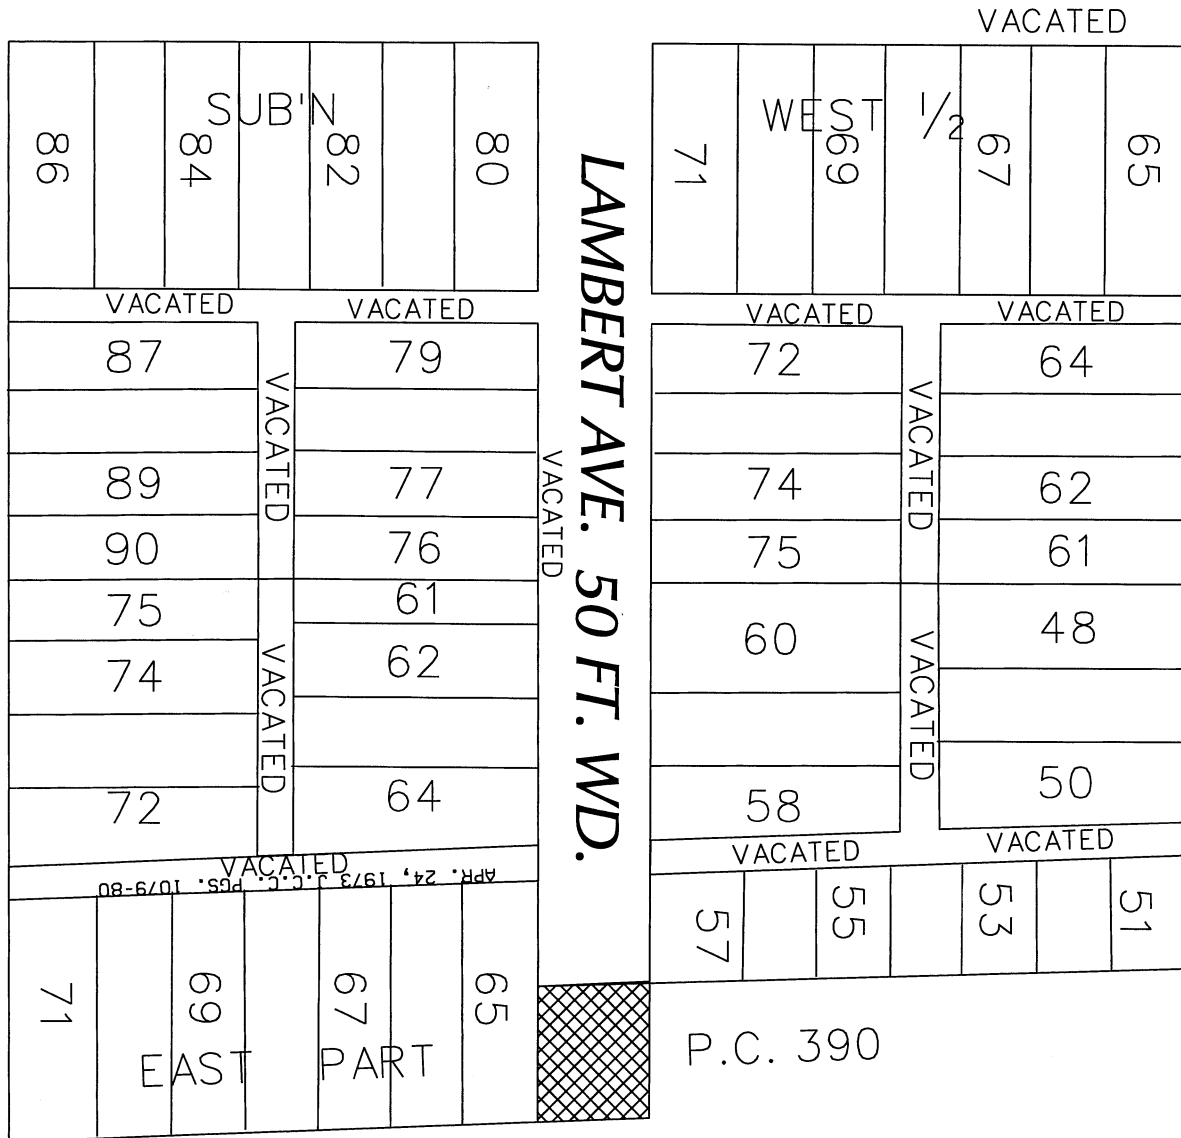 VACATED
SUB'N
WEST 1/2
86
84
82
80
71
69
67
65
VACATED
VACATED
VACATED
VACATED
87
79
72
64
VACATED
VACATED
LAMBERT AVE. 50 FT. WD.
VACATED
89
77
74
62
90
76
75
61
75
61
60
48
74
62
VACATED
VACATED
72
64
58
50
VACATED
VACATED
VACATED
APR. 24, 1973 J.C.C. PGS. 1079-80
57
55
53
51
71
69
67
65
EAST PART
P.C. 390